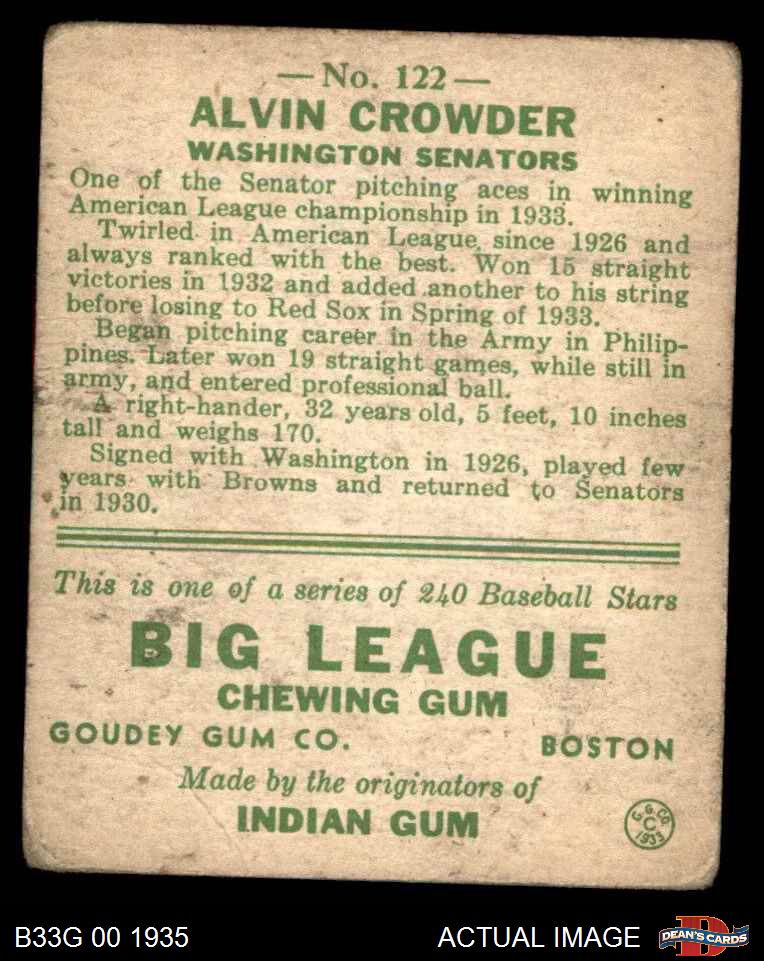 — No. 122 —
ALVIN CROWDER
WASHINGTON SENATORS
One of the Senator pitching aces in winning
American League championship in 1933.
Twirled in American League since 1926 and
always ranked with the best. Won 15 straight
victories in 1932 and added another to his string
before losing to Red Sox in Spring of 1933.
Began pitching career in the Army in Philip-
pines. Later won 19 straight games, while still in
army, and entered professional ball.
A right-hander, 32 years old, 5 feet, 10 inches
tall and weighs 170.
Signed with Washington in 1926, played few
years with Browns and returned to Senators
in 1930.
This is one of a series of 240 Baseball Stars
BIG LEAGUE
CHEWING GUM
GOUDEY GUM CO. BOSTON
Made by the originators of
INDIAN GUM
G. G. CO.
C
1933
B33G 00 1935 ACTUAL IMAGE D DEAN'S CARDS